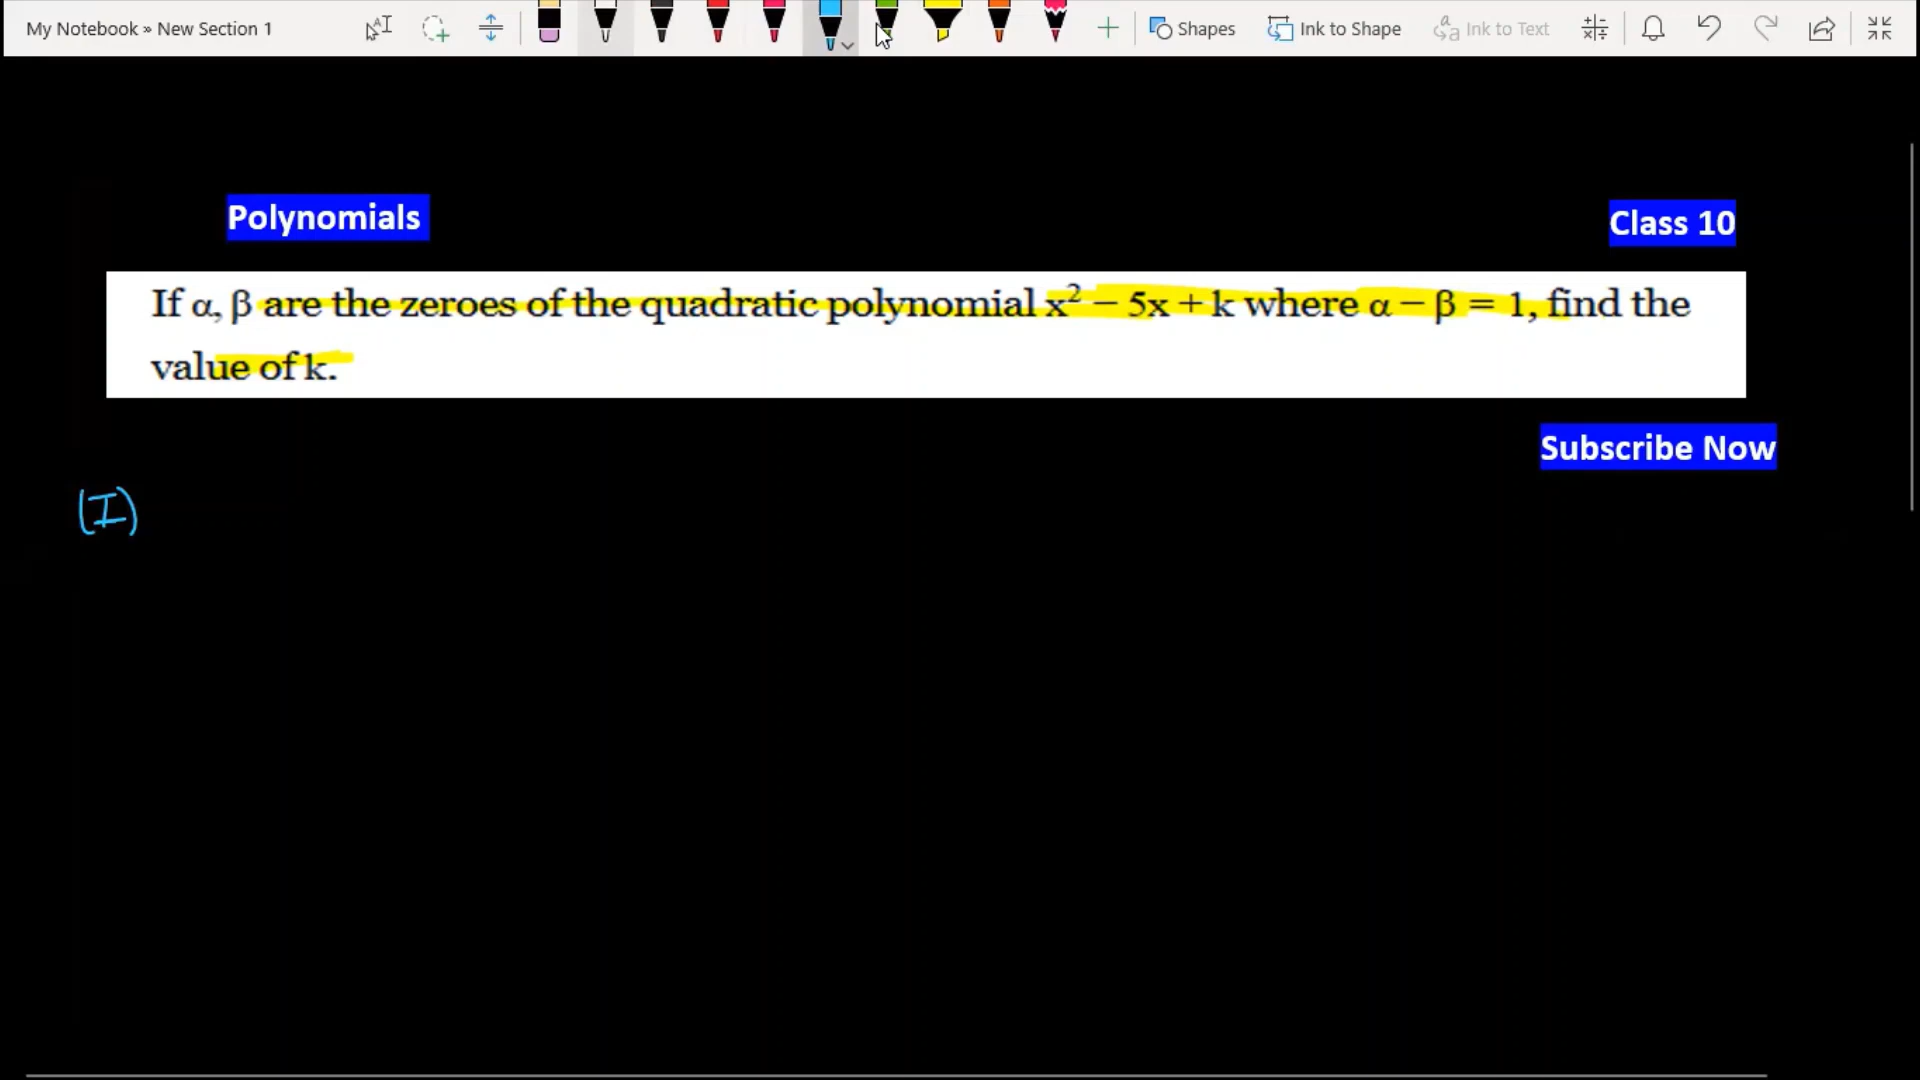 My Notebook » New Section 1
Shapes
Ink to Shape
Ink to Text
Polynomials
Class 10
If α, β are the zeroes of the quadratic polynomial x² − 5x + k where α − β = 1, find the
value of k.
Subscribe Now
(I)